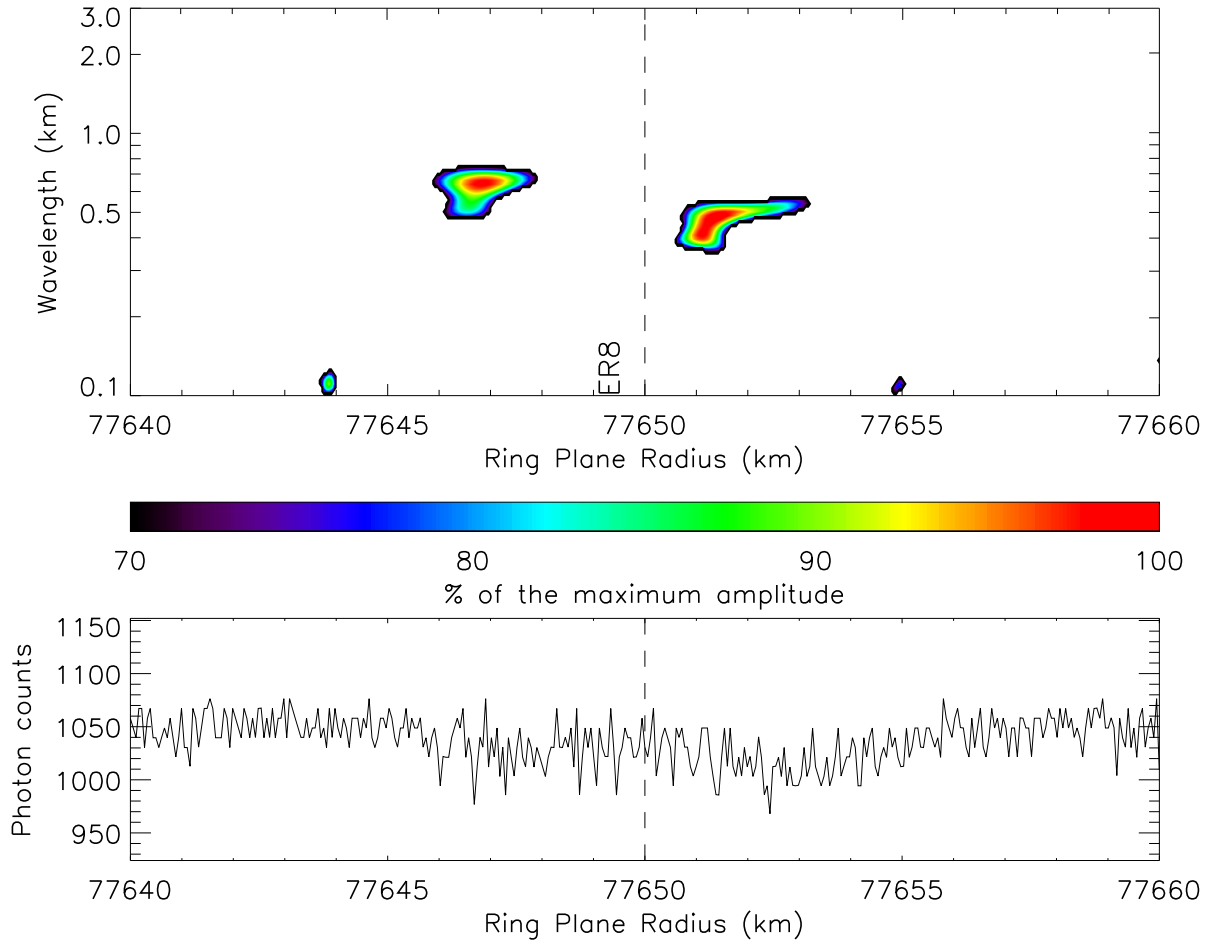 3.0
2.0
1.0
0.5
0.1
Wavelength (km)
ER8
77640 77645 77650 77655 77660
Ring Plane Radius (km)
70 80 90 100
% of the maximum amplitude
1150
1100
1050
1000
950
Photon counts
77640 77645 77650 77655 77660
Ring Plane Radius (km)